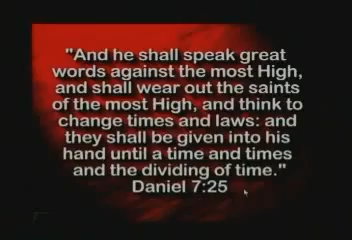 "And he shall speak great
words against the most High,
and shall wear out the saints
of the most High, and think to
change times and laws: and
they shall be given into his
hand until a time and times
and the dividing of time."
Daniel 7:25